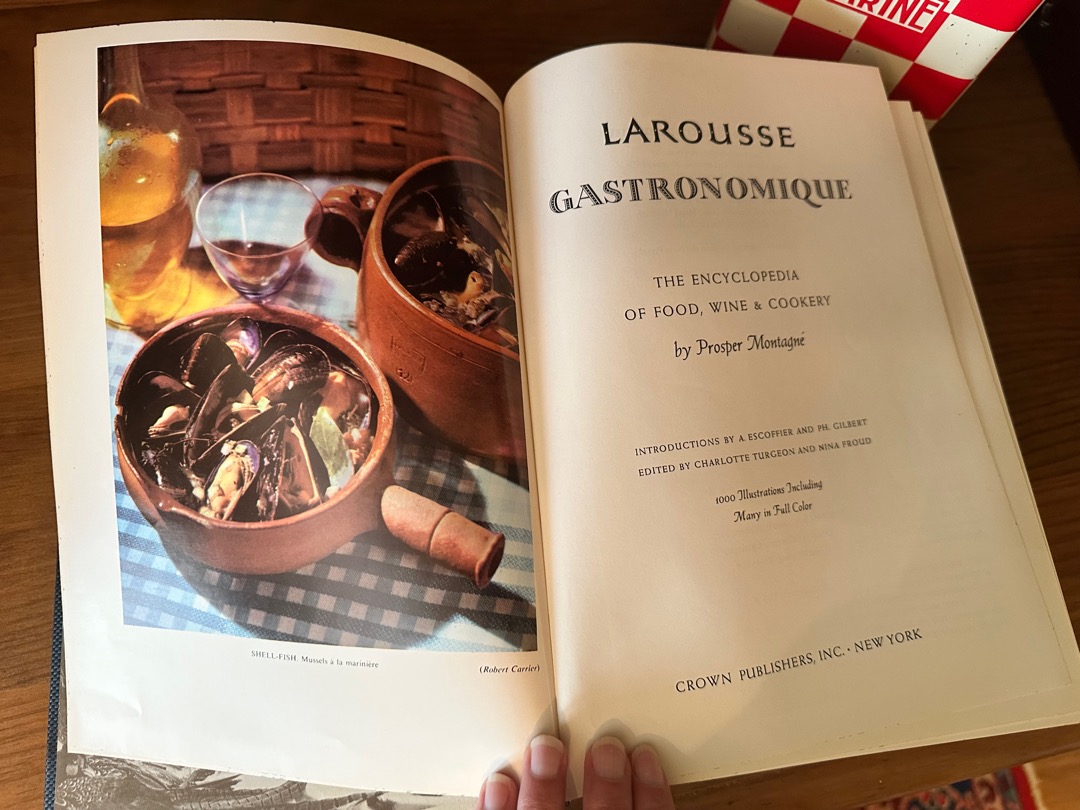 SHELL-FISH. Mussels à la marinière
(Robert Carrier)
LAROUSSE
GASTRONOMIQUE
THE ENCYCLOPEDIA
OF FOOD, WINE & COOKERY
by Prosper Montagné
INTRODUCTIONS BY A. ESCOFFIER AND PH. GILBERT
EDITED BY CHARLOTTE TURGEON AND NINA FROUD
1000 Illustrations Including
Many in Full Color
CROWN PUBLISHERS, INC. · NEW YORK